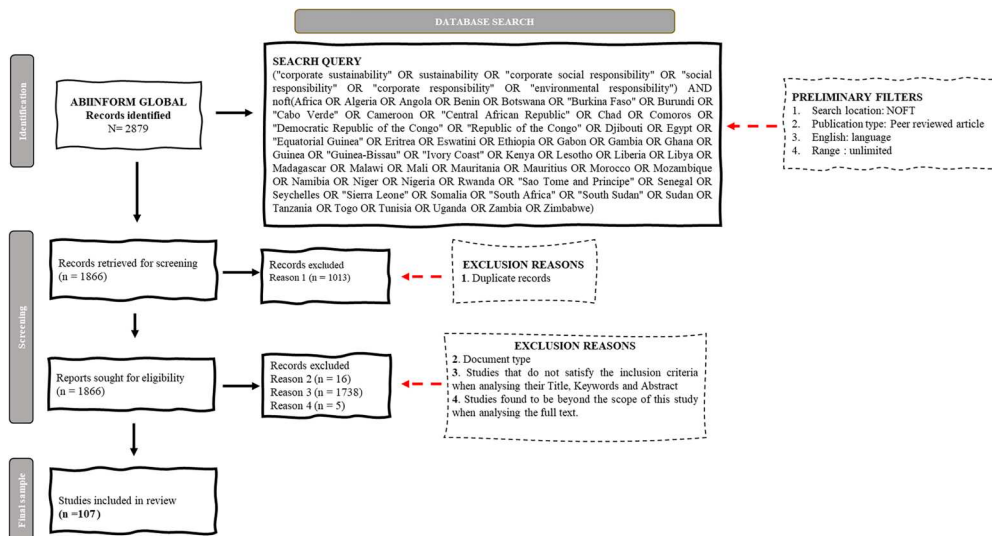 DATABASE SEARCH
Identification
ABIINFORM GLOBAL
Records identified
N= 2879
SEACRH QUERY
("corporate sustainability" OR sustainability OR "corporate social responsibility" OR "social
responsibility" OR "corporate responsibility" OR "environmental responsibility") AND
noft(Africa OR Algeria OR Angola OR Benin OR Botswana OR "Burkina Faso" OR Burundi OR
"Cabo Verde" OR Cameroon OR "Central African Republic" OR Chad OR Comoros OR
"Democratic Republic of the Congo" OR "Republic of the Congo" OR Djibouti OR Egypt OR
"Equatorial Guinea" OR Eritrea OR Eswatini OR Ethiopia OR Gabon OR Gambia OR Ghana OR
Guinea OR "Guinea-Bissau" OR "Ivory Coast" OR Kenya OR Lesotho OR Liberia OR Libya OR
Madagascar OR Malawi OR Mali OR Mauritania OR Mauritius OR Morocco OR Mozambique
OR Namibia OR Niger OR Nigeria OR Rwanda OR "Sao Tome and Principe" OR Senegal OR
Seychelles OR "Sierra Leone" OR Somalia OR "South Africa" OR "South Sudan" OR Sudan OR
Tanzania OR Togo OR Tunisia OR Uganda OR Zambia OR Zimbabwe)
PRELIMINARY FILTERS
1. Search location: NOFT
2. Publication type: Peer reviewed article
3. English: language
4. Range : unlimited
Screening
Records retrieved for screening
(n = 1866)
Records excluded
Reason 1 (n = 1013)
EXCLUSION REASONS
1. Duplicate records
Reports sought for eligibility
(n = 1866)
Records excluded
Reason 2 (n = 16)
Reason 3 (n = 1738)
Reason 4 (n = 5)
EXCLUSION REASONS
2. Document type
3. Studies that do not satisfy the inclusion criteria
when analysing their Title, Keywords and Abstract
4. Studies found to be beyond the scope of this study
when analysing the full text.
Final sample
Studies included in review
(n =107)